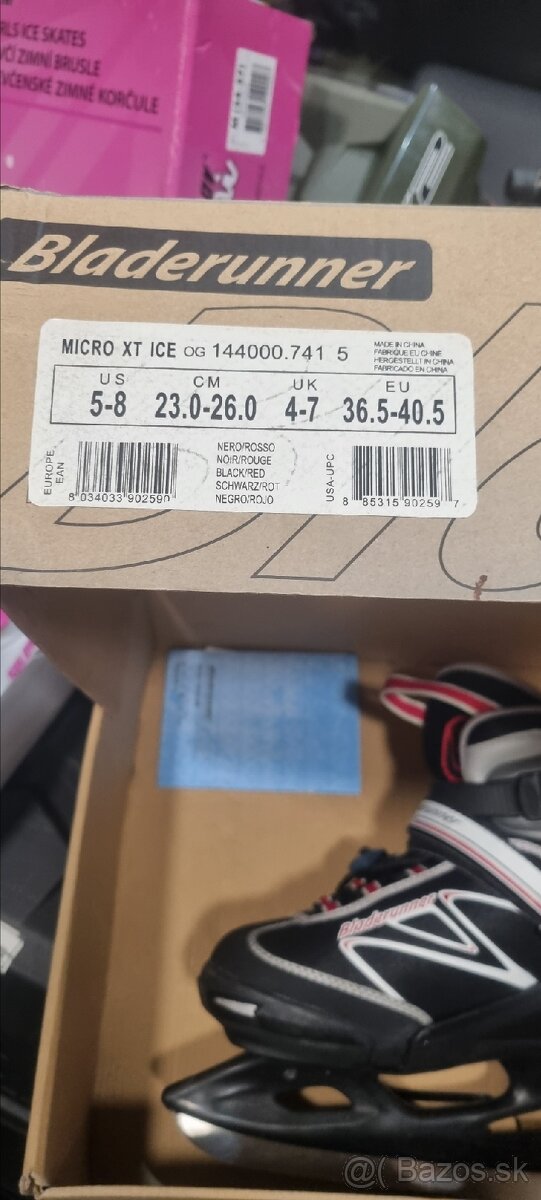 RLS ICE SKATES
ČÍ ZIMNÍ BRUSLE
VČENSKÉ ZIMNÉ KORČULE
Bladerunner
MICRO XT ICE OG 144000.741 5
MADE IN CHINA
FABRIQUE EU CHINE
HERGESTELLT IN CHINA
FABRICADO EN CHINA
US CM UK EU
5-8 23.0-26.0 4-7 36.5-40.5
EUROPE
EAN
8 034033 902590
NERO/ROSSO
NOIR/ROUGE
BLACK/RED
SCHWARZ/ROT
NEGRO/ROJO
USA-UPC
8 85315 90259 7
Bladerunner
@( Bazos.sk